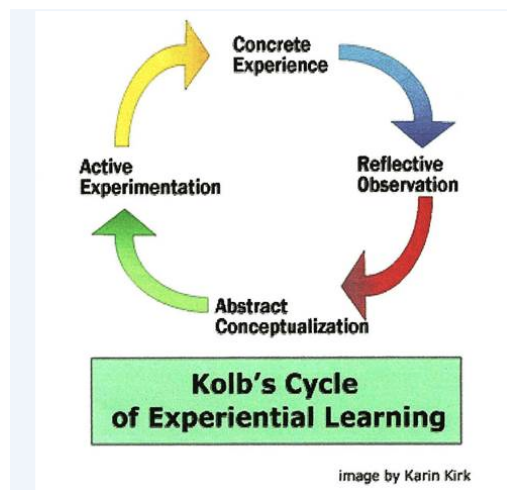 Concrete
Experience
Reflective
Observation
Abstract
Conceptualization
Active
Experimentation
Kolb's Cycle
of Experiential Learning
image by Karin Kirk